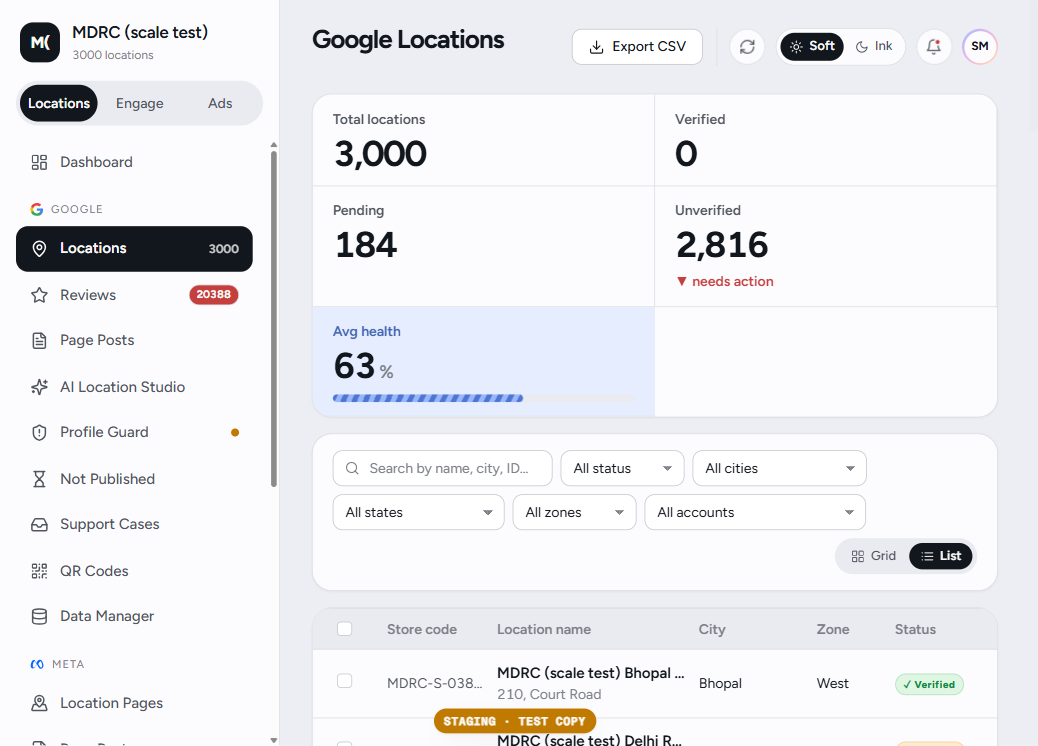 M(
MDRC (scale test)
3000 locations
Locations
Engage
Ads
Dashboard
GOOGLE
Locations
3000
Reviews
20388
Page Posts
AI Location Studio
Profile Guard
Not Published
Support Cases
QR Codes
Data Manager
META
Location Pages
Google Locations
Export CSV
Soft
Ink
SM
Total locations
3,000
Verified
0
Pending
184
Unverified
2,816
▼ needs action
Avg health
63 %
Search by name, city, ID...
All status
All cities
All states
All zones
All accounts
Grid
List
Store code
Location name
City
Zone
Status
MDRC-S-038...
MDRC (scale test) Bhopal ...
210, Court Road
Bhopal
West
✓ Verified
STAGING · TEST COPY
MDRC (scale test) Delhi R...